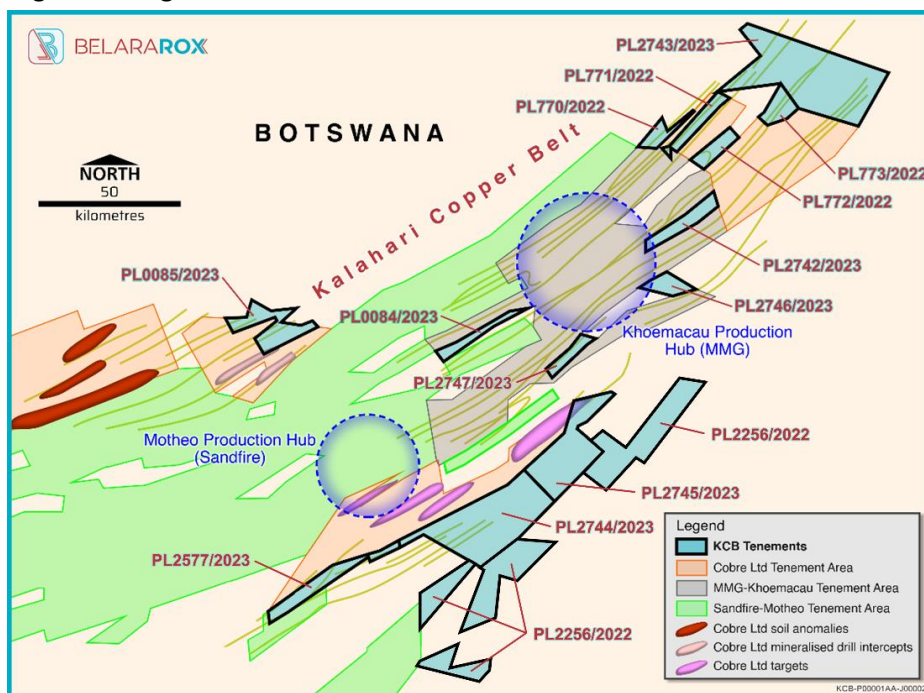 BELARAROX
BOTSWANA
NORTH
50
kilometres
Kalahari Copper Belt
PL2743/2023
PL771/2022
PL770/2022
PL773/2022
PL772/2022
PL2742/2023
PL2746/2023
PL0085/2023
PL0084/2023
Khoemacau Production
Hub (MMG)
PL2747/2023
Motheo Production Hub
(Sandfire)
PL2256/2022
PL2745/2023
PL2744/2023
PL2577/2023
PL2256/2022
Legend
KCB Tenements
Cobre Ltd Tenement Area
MMG-Khoemacau Tenement Area
Sandfire-Motheo Tenement Area
Cobre Ltd soil anomalies
Cobre Ltd mineralised drill intercepts
Cobre Ltd targets